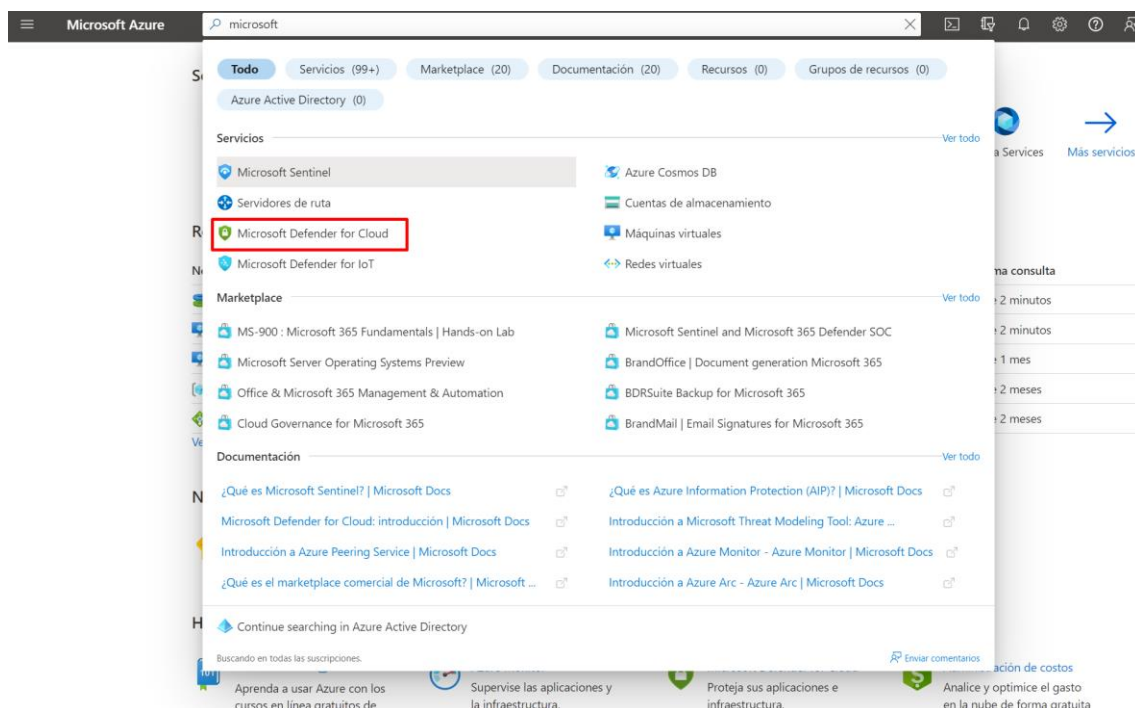 Microsoft Azure
microsoft
Todo
Servicios (99+)
Marketplace (20)
Documentación (20)
Recursos (0)
Grupos de recursos (0)
Azure Active Directory (0)
Servicios
Ver todo
Microsoft Sentinel
Azure Cosmos DB
Servidores de ruta
Cuentas de almacenamiento
Microsoft Defender for Cloud
Máquinas virtuales
Microsoft Defender for IoT
Redes virtuales
Services
Más servicios
Marketplace
Ver todo
MS-900 : Microsoft 365 Fundamentals | Hands-on Lab
Microsoft Sentinel and Microsoft 365 Defender SOC
Microsoft Server Operating Systems Preview
BrandOffice | Document generation Microsoft 365
Office & Microsoft 365 Management & Automation
BDRSuite Backup for Microsoft 365
Cloud Governance for Microsoft 365
BrandMail | Email Signatures for Microsoft 365
consulta
2 minutos
2 minutos
1 mes
2 meses
2 meses
Documentación
Ver todo
¿Qué es Microsoft Sentinel? | Microsoft Docs
¿Qué es Azure Information Protection (AIP)? | Microsoft Docs
Microsoft Defender for Cloud: introducción | Microsoft Docs
Introducción a Microsoft Threat Modeling Tool: Azure ...
Introducción a Azure Peering Service | Microsoft Docs
Introducción a Azure Monitor - Azure Monitor | Microsoft Docs
¿Qué es el marketplace comercial de Microsoft? | Microsoft ...
Introducción a Azure Arc - Azure Arc | Microsoft Docs
Continue searching in Azure Active Directory
Buscando en todas las suscripciones.
Enviar comentarios
Aprenda a usar Azure con los
cursos en línea gratuitos de
Supervise las aplicaciones y
la infraestructura.
Proteja sus aplicaciones e
infraestructura.
de costos
Analice y optimice el gasto
en la nube de forma gratuita